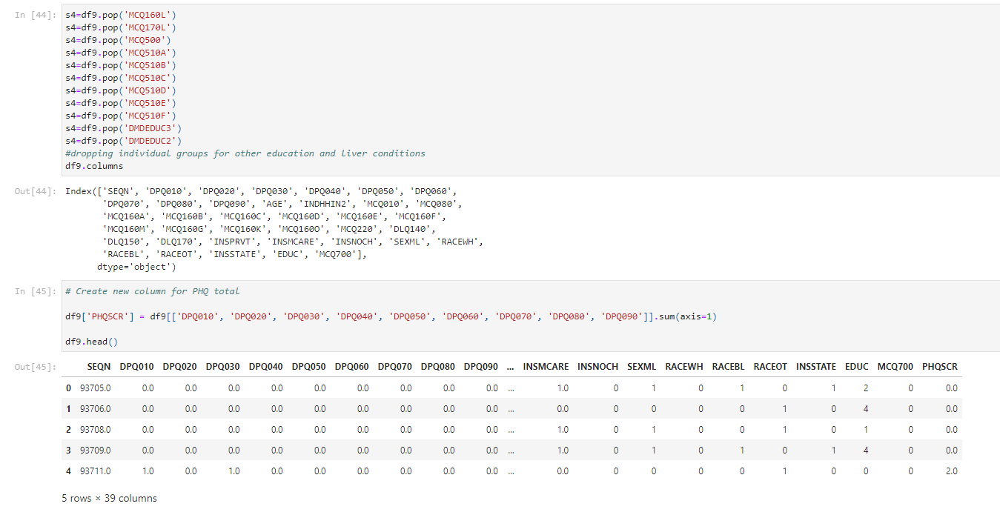 In [44]: s4=df9.pop('MCQ160L')
s4=df9.pop('MCQ170L')
s4=df9.pop('MCQ500')
s4=df9.pop('MCQ510A')
s4=df9.pop('MCQ510B')
s4=df9.pop('MCQ510C')
s4=df9.pop('MCQ510D')
s4=df9.pop('MCQ510E')
s4=df9.pop('MCQ510F')
s4=df9.pop('DMDEDUC3')
s4=df9.pop('DMDEDUC2')
#dropping individual groups for other education and liver conditions
df9.columns
Out[44]: Index(['SEQN', 'DPQ010', 'DPQ020', 'DPQ030', 'DPQ040', 'DPQ050', 'DPQ060',
'DPQ070', 'DPQ080', 'DPQ090', 'AGE', 'INDHHIN2', 'MCQ010', 'MCQ080',
'MCQ160A', 'MCQ160B', 'MCQ160C', 'MCQ160D', 'MCQ160E', 'MCQ160F',
'MCQ160M', 'MCQ160G', 'MCQ160K', 'MCQ160O', 'MCQ220', 'DLQ140',
'DLQ150', 'DLQ170', 'INSPRVT', 'INSMCARE', 'INSNOCH', 'SEXML', 'RACEWH',
'RACEBL', 'RACEOT', 'INSSTATE', 'EDUC', 'MCQ700'],
dtype='object')
In [45]: # Create new column for PHQ total
df9['PHQSCR'] = df9[['DPQ010', 'DPQ020', 'DPQ030', 'DPQ040', 'DPQ050', 'DPQ060', 'DPQ070', 'DPQ080', 'DPQ090']].sum(axis=1)
df9.head()
Out[45]: SEQN DPQ010 DPQ020 DPQ030 DPQ040 DPQ050 DPQ060 DPQ070 DPQ080 DPQ090 ... INSMCARE INSNOCH SEXML RACEWH RACEBL RACEOT INSSTATE EDUC MCQ700 PHQSCR
0 93705.0 0.0 0.0 0.0 0.0 0.0 0.0 0.0 0.0 0.0 ... 1.0 0 1 0 1 0 1 2 0 0.0
1 93706.0 0.0 0.0 0.0 0.0 0.0 0.0 0.0 0.0 0.0 ... 0.0 0 0 0 0 1 0 4 0 0.0
2 93708.0 0.0 0.0 0.0 0.0 0.0 0.0 0.0 0.0 0.0 ... 1.0 0 1 0 0 1 0 1 0 0.0
3 93709.0 0.0 0.0 0.0 0.0 0.0 0.0 0.0 0.0 0.0 ... 1.0 0 1 0 1 0 1 4 0 0.0
4 93711.0 1.0 0.0 1.0 0.0 0.0 0.0 0.0 0.0 0.0 ... 0.0 0 0 0 0 1 0 0 0 2.0
5 rows × 39 columns